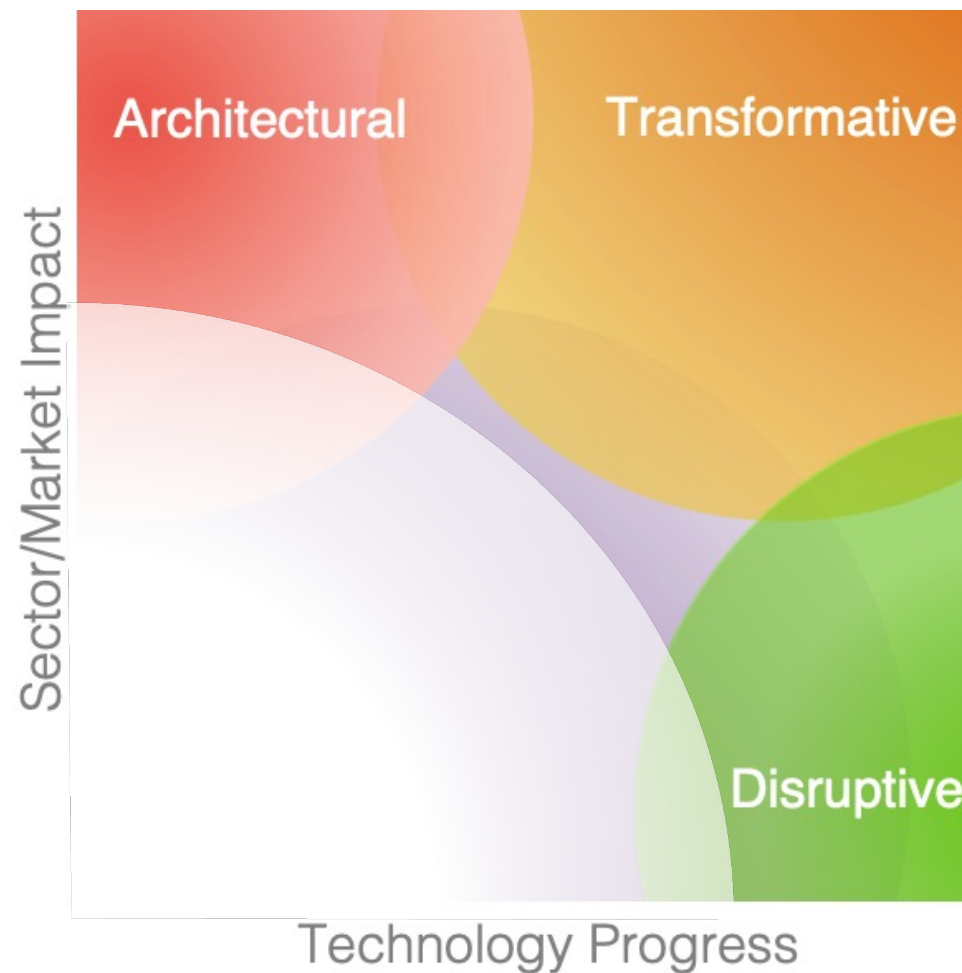 Architectural
Transformative
Sector/Market Impact
Disruptive
Technology Progress